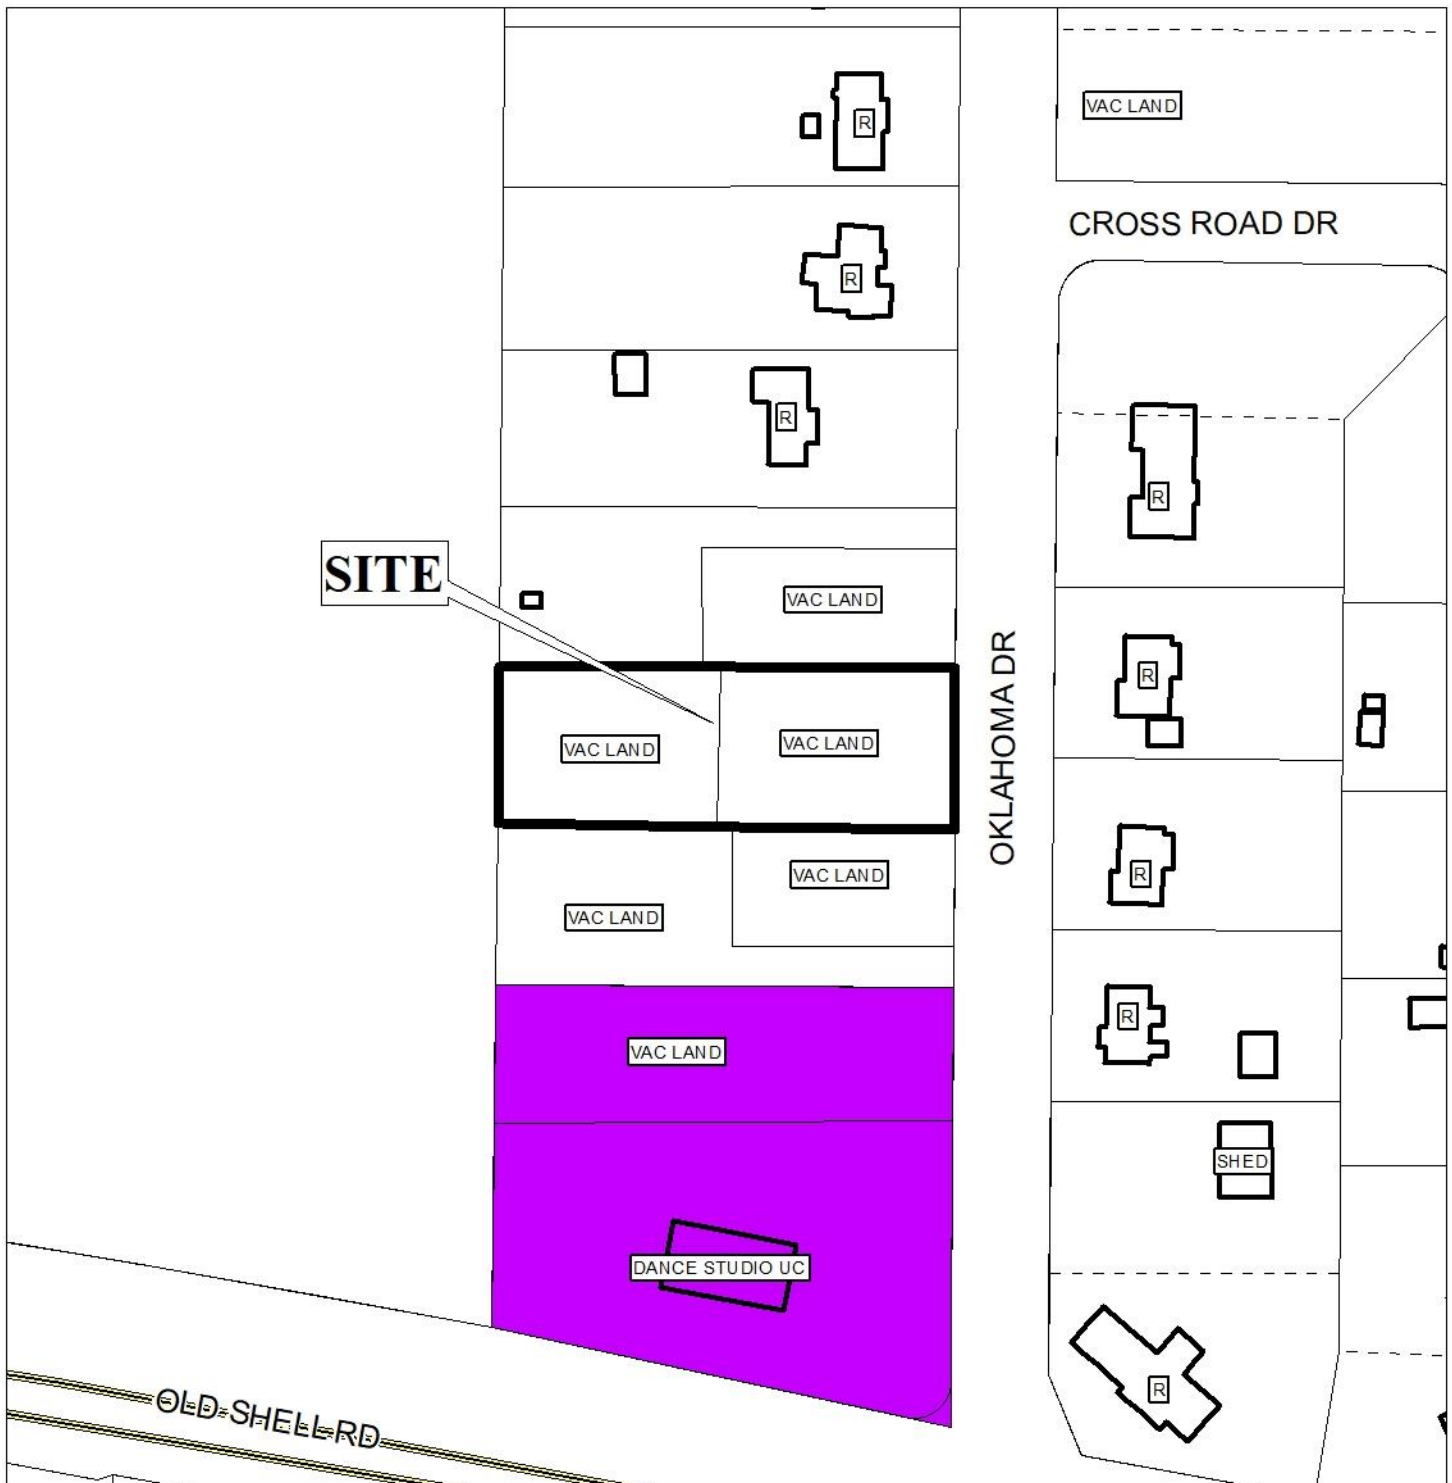 VAC LAND
R
CROSS ROAD DR
R
R
R
SITE
VAC LAND
OKLAHOMA DR
R
VAC LAND
VAC LAND
VAC LAND
R
VAC LAND
R
VAC LAND
SHED
DANCE STUDIO UC
R
OLD SHELL RD